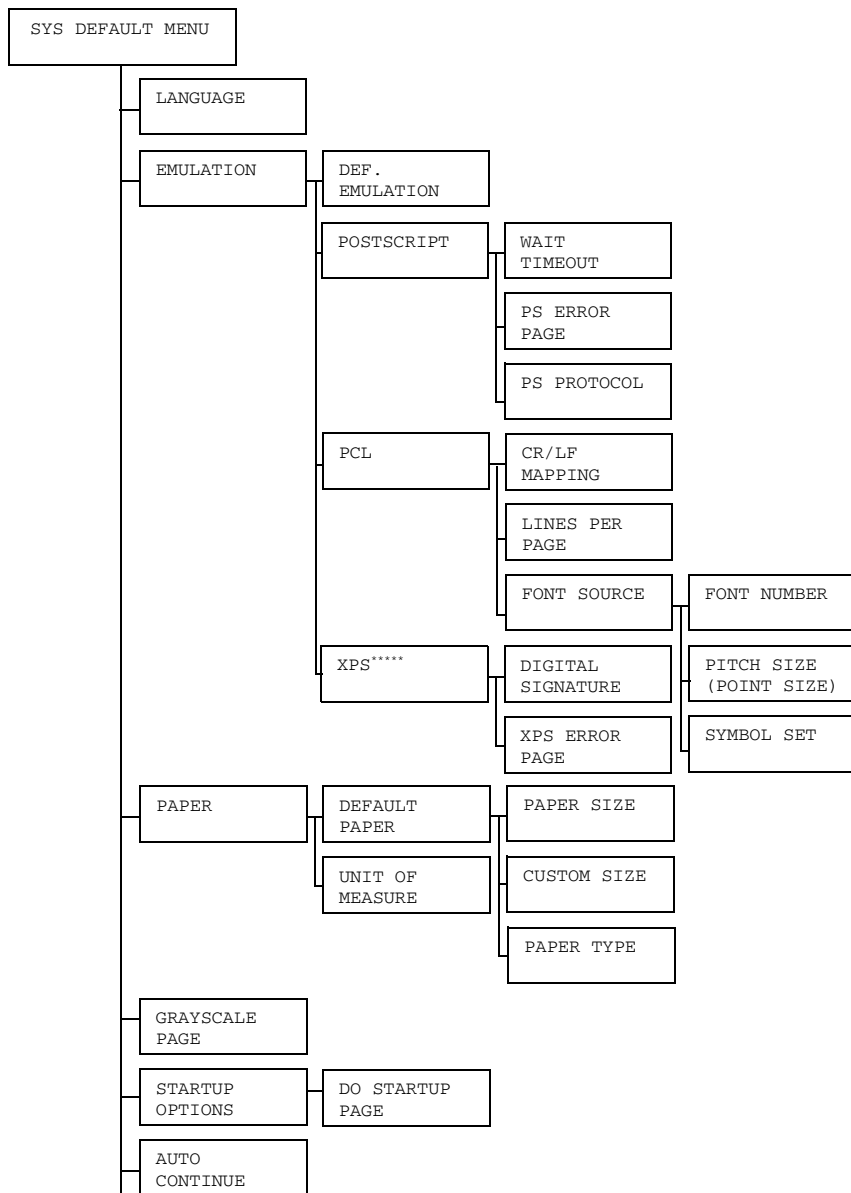 SYS DEFAULT MENU
LANGUAGE
EMULATION
DEF.
EMULATION
POSTSCRIPT
WAIT
TIMEOUT
PS ERROR
PAGE
PS PROTOCOL
PCL
CR/LF
MAPPING
LINES PER
PAGE
FONT SOURCE
FONT NUMBER
PITCH SIZE
(POINT SIZE)
SYMBOL SET
XPS*****
DIGITAL
SIGNATURE
XPS ERROR
PAGE
PAPER
DEFAULT
PAPER
PAPER SIZE
CUSTOM SIZE
PAPER TYPE
UNIT OF
MEASURE
GRAYSCALE
PAGE
STARTUP
OPTIONS
DO STARTUP
PAGE
AUTO
CONTINUE